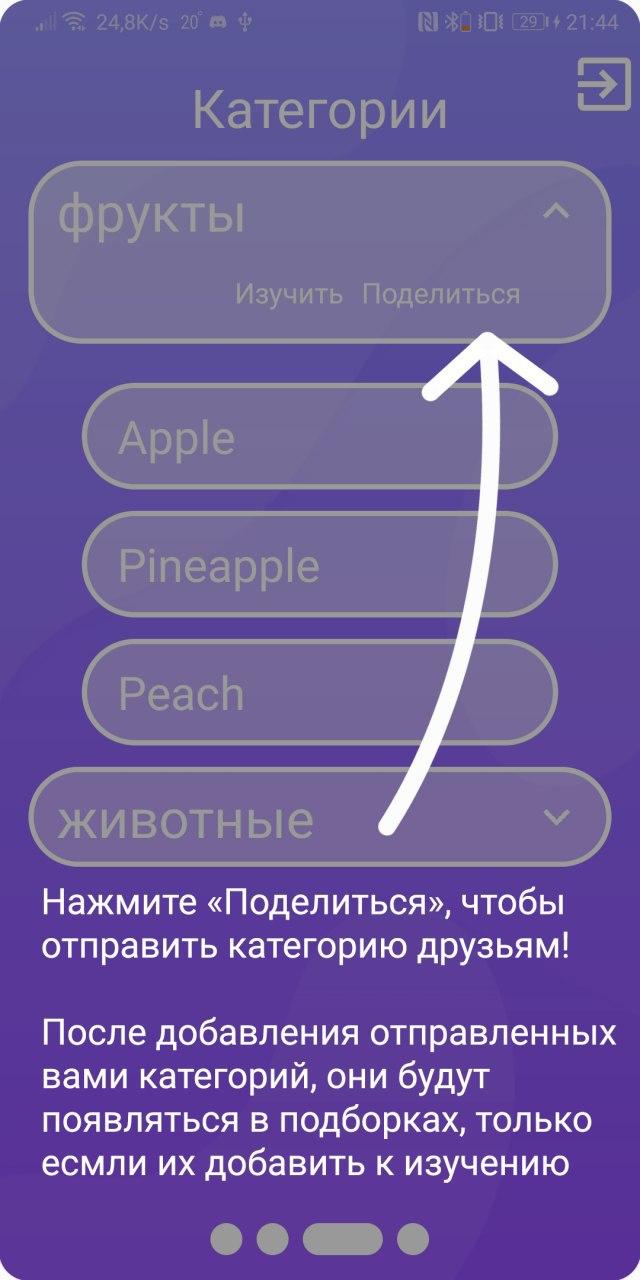 24,8K/s 20° 29 21:44
Категории
фрукты
Изучить Поделиться
Apple
Pineapple
Peach
животные
Нажмите «Поделиться», чтобы
отправить категорию друзьям!
После добавления отправленных
вами категорий, они будут
появляться в подборках, только
есмли их добавить к изучению